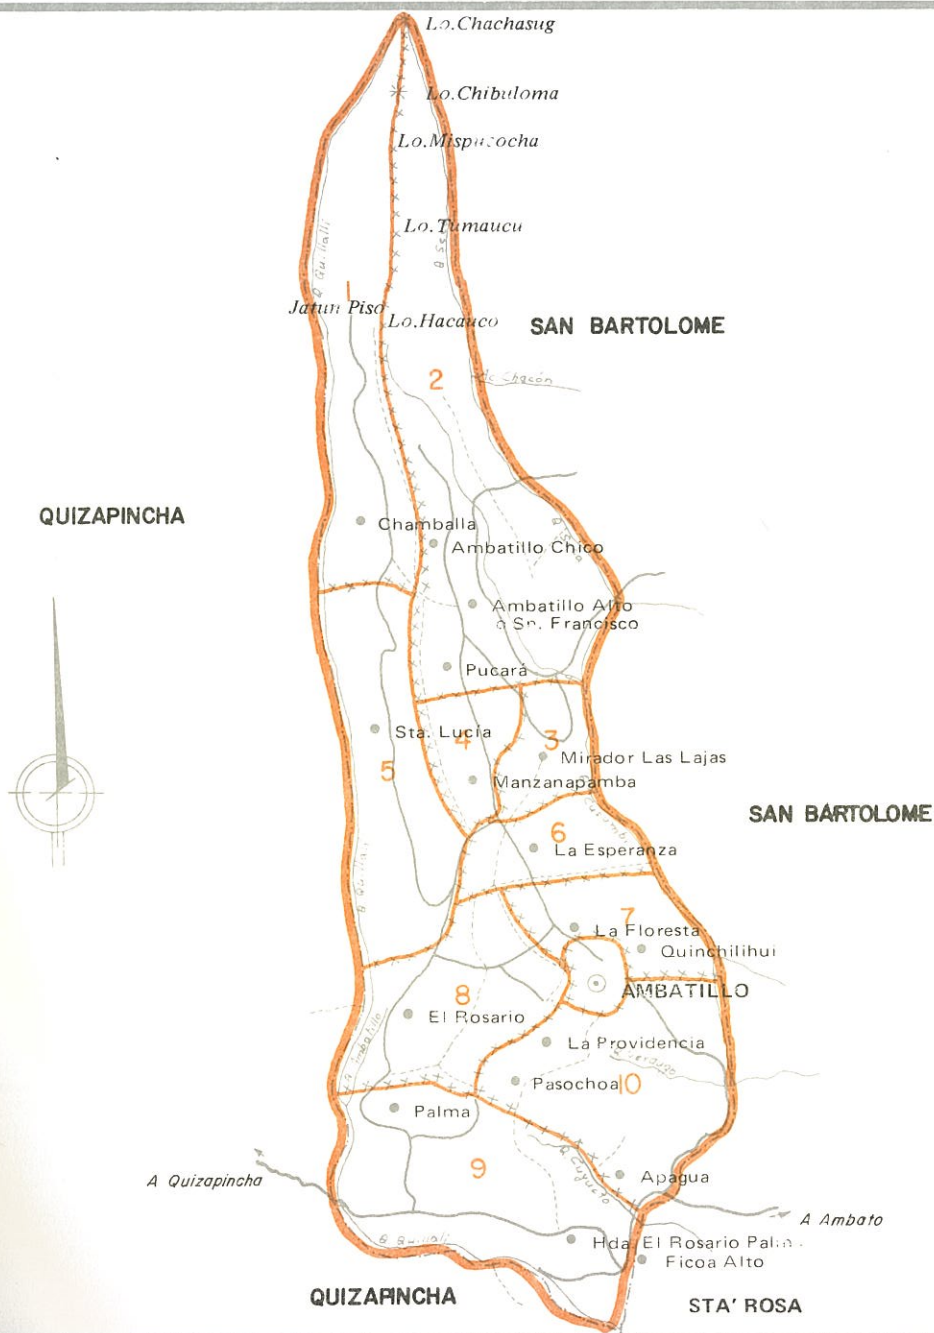 Lo.Chachasug
Lo.Chibuloma
Lo.Mispucocha
Lo.Tumaucu
Q Quillalli
1
Jatun Piso
Lo.Hacauco
SAN BARTOLOME
2
Chacón
QUIZAPINCHA
Chamballa
Ambatillo Chico
Ambatillo Alto
o Sn. Francisco
Pucará
Sta. Lucía
4
3
Mirador Las Lajas
5
Manzanapamba
SAN BARTOLOME
6
La Esperanza
7
La Floresta
Quinchilihui
AMBATILLO
8
El Rosario
La Providencia
Pasochoa
10
Palma
9
A Quizapincha
Apagua
A Ambato
Hda. El Rosario
Ficoa Alto
QUIZAPINCHA
STA' ROSA